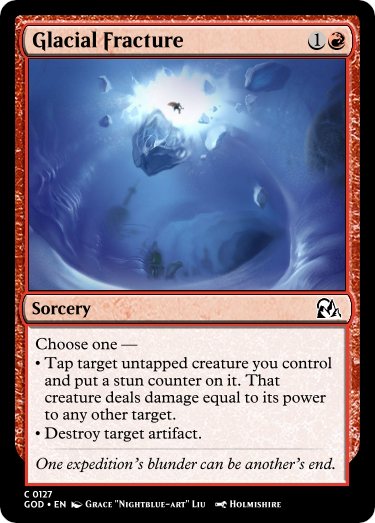 Glacial Fracture 1
Sorcery
Choose one —
• Tap target untapped creature you control
and put a stun counter on it. That
creature deals damage equal to its power
to any other target.
• Destroy target artifact.
One expedition's blunder can be another's end.
C 0127
GOD • EN Grace "Nightblue-art" Liu Holmishire